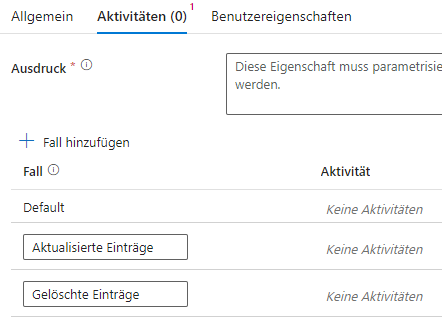 Allgemein Aktivitäten (0) 1 Benutzereigenschaften
Ausdruck * Diese Eigenschaft muss parametrisie
werden.
+ Fall hinzufügen
Fall Aktivität
Default Keine Aktivitäten
Aktualisierte Einträge Keine Aktivitäten
Gelöschte Einträge Keine Aktivitäten